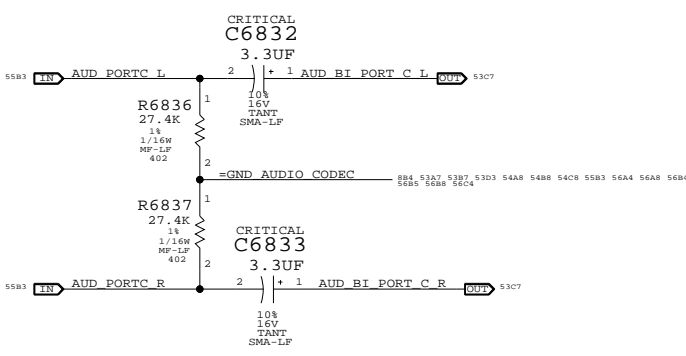 CRITICAL
C6832
3.3UF
55B3 IN AUD_PORTC_L 2 + 1 AUD_BI_PORT_C_L OUT 53C7
10%
16V
TANT
SMA-LF
1
R6836
27.4K
1%
1/16W
MF-LF
402
2
=GND_AUDIO_CODEC
8B4 53A7 53B7 53D3 54A8 54B8 54C8 55B3 56A4 56A8 56B4
56B5 56B8 56C4
1
R6837
27.4K
1%
1/16W
MF-LF
402
2
CRITICAL
C6833
3.3UF
55B3 IN AUD_PORTC_R 2 + 1 AUD_BI_PORT_C_R OUT 53C7
10%
16V
TANT
SMA-LF